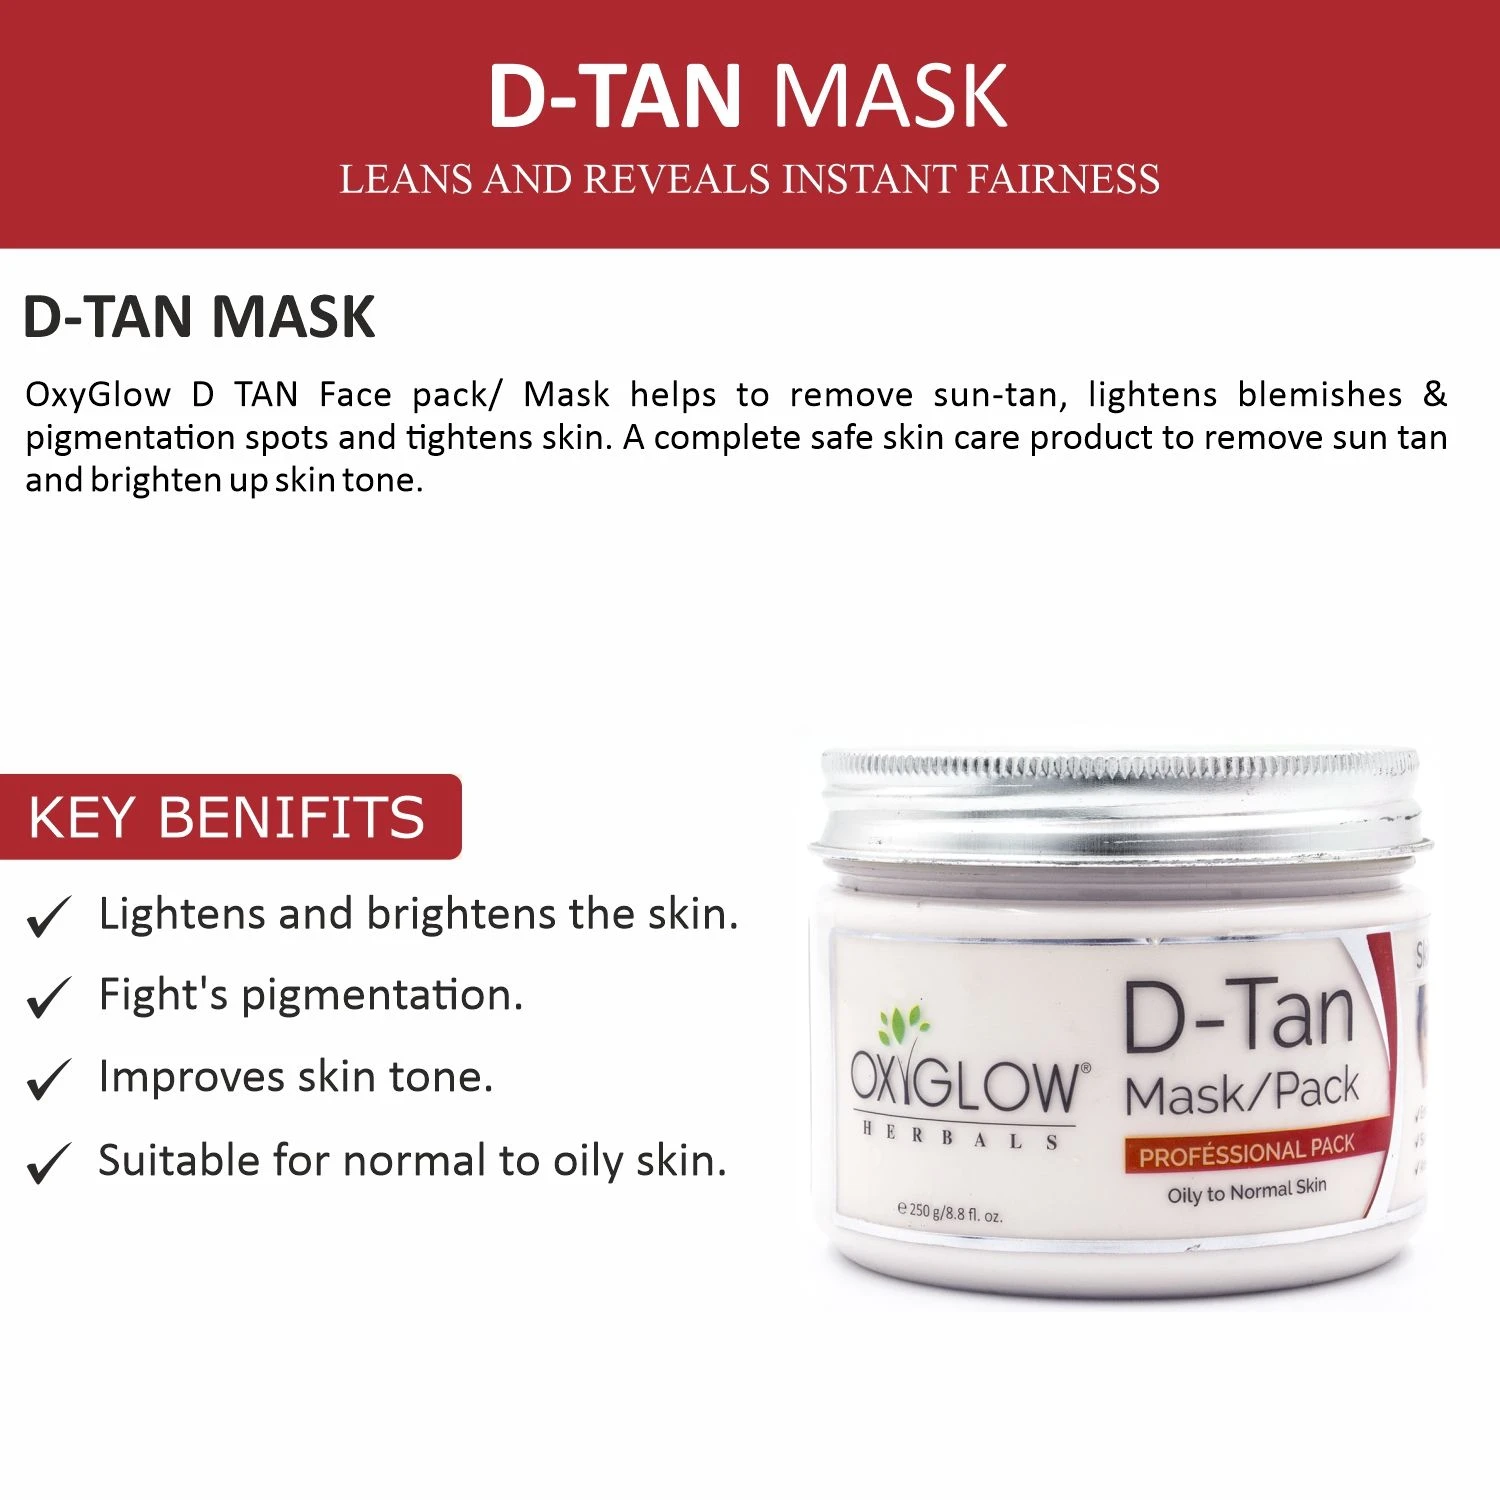 D-TAN MASK
LEANS AND REVEALS INSTANT FAIRNESS
D-TAN MASK
OxyGlow D TAN Face pack/ Mask helps to remove sun-tan, lightens blemishes &
pigmentation spots and tightens skin. A complete safe skin care product to remove sun tan
and brighten up skin tone.
KEY BENIFITS
✓ Lightens and brightens the skin.
✓ Fight's pigmentation.
✓ Improves skin tone.
✓ Suitable for normal to oily skin.
OXYGLOW®
HERBALS
℮ 250 g/8.8 fl. oz.
D-Tan
Mask/Pack
PROFÉSSIONAL PACK
Oily to Normal Skin